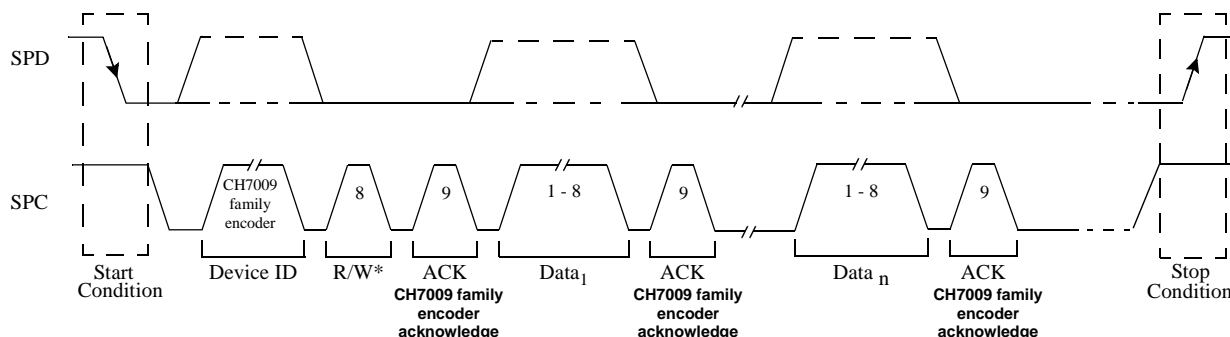 SPD
SPC
CH7009
family
encoder
8
9
1 - 8
9
1 - 8
9
Start
Condition
Device ID
R/W*
ACK
CH7009 family
encoder
acknowledge
Data1
ACK
CH7009 family
encoder
acknowledge
Data n
ACK
CH7009 family
encoder
acknowledge
Stop
Condition